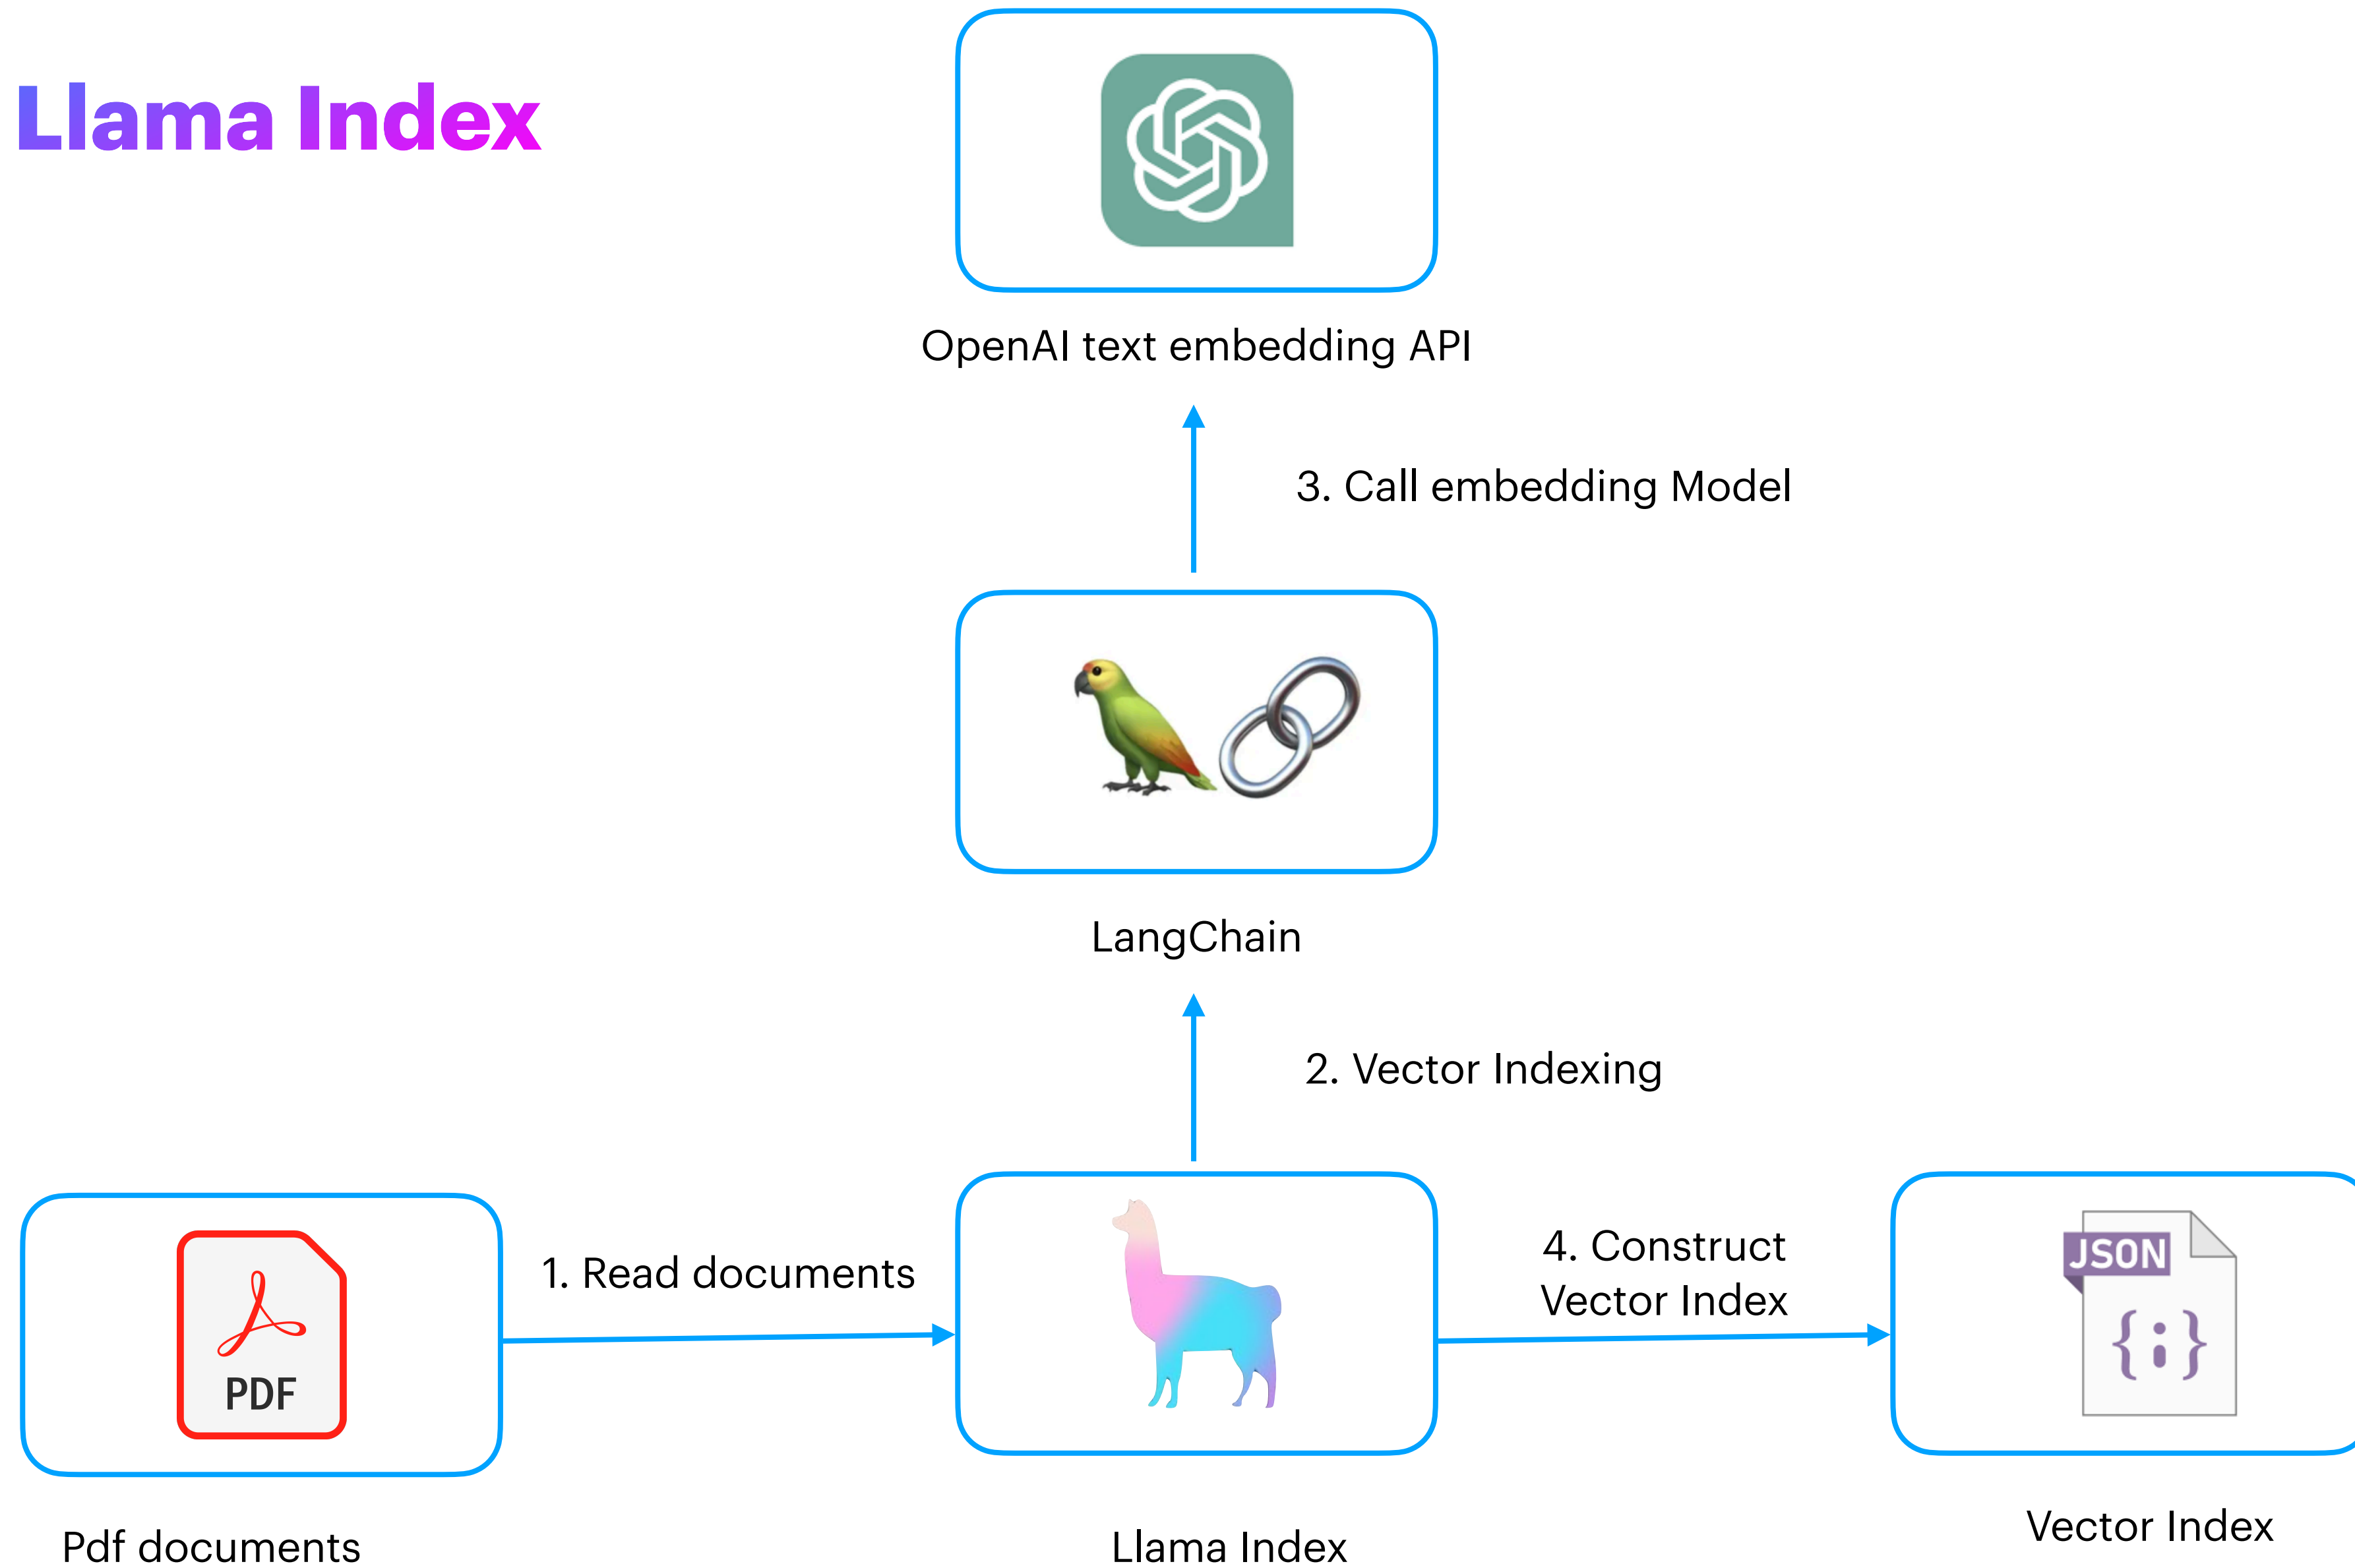 Llama Index
OpenAI text embedding API
3. Call embedding Model
LangChain
2. Vector Indexing
1. Read documents
4. Construct
Vector Index
JSON
{;}
PDF
Pdf documents
Llama Index
Vector Index